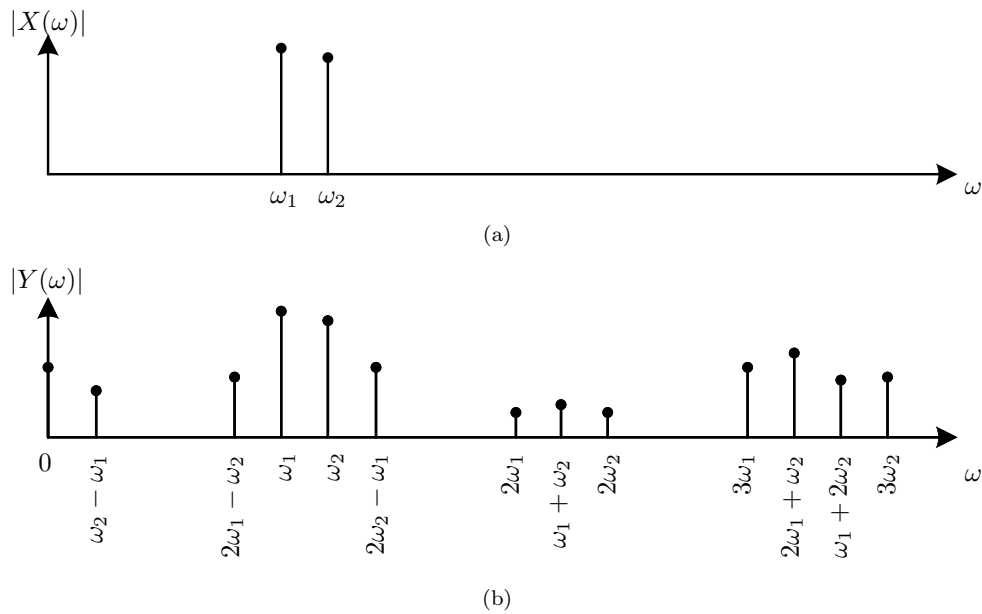 |X(ω)|
ω₁ ω₂
ω
(a)
|Y(ω)|
0
ω₂ − ω₁
2ω₁ − ω₂
ω₁
ω₂
2ω₂ − ω₁
2ω₁
ω₁ + ω₂
2ω₂
3ω₁
2ω₁ + ω₂
ω₁ + 2ω₂
3ω₂
ω
(b)